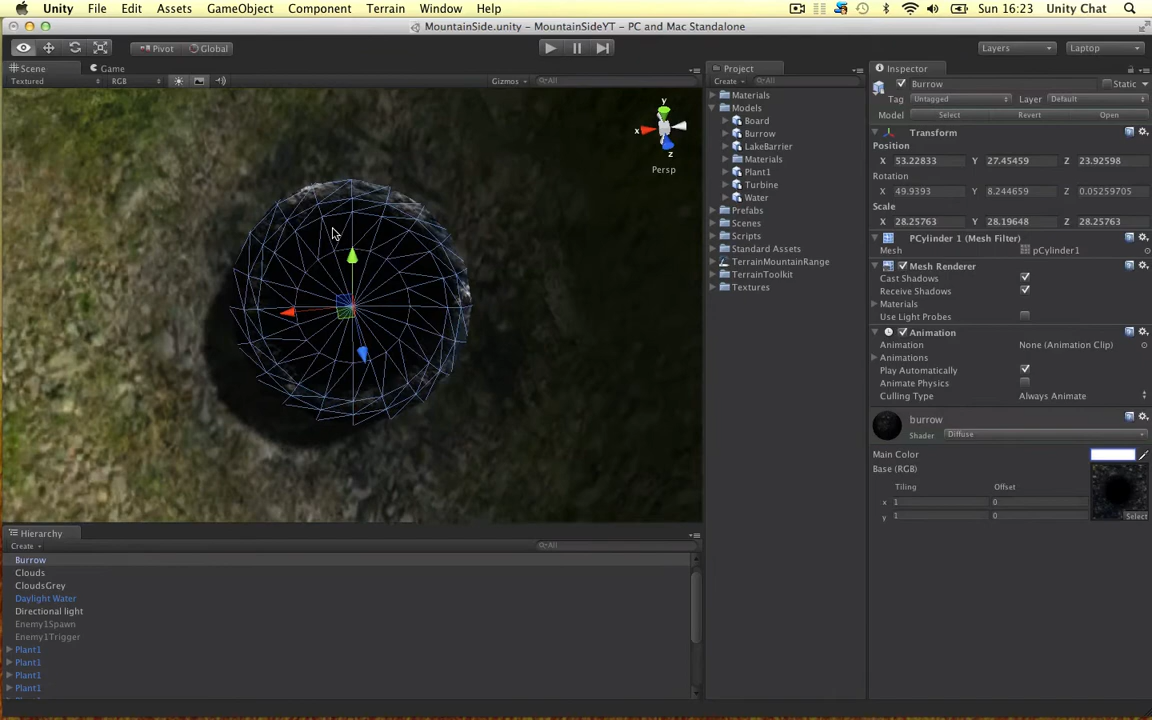 Unity File Edit Assets GameObject Component Terrain Window Help Sun 16:23 Unity Chat
MountainSide.unity - MountainSideYT - PC and Mac Standalone
Pivot Global Layers Laptop
Scene Game Project Inspector
Textured RGB Gizmos All Create All
Burrow Static
Tag Untagged Layer Default
Model Select Revert Open
Transform
Position
X 53.22833 Y 27.45459 Z 23.92598
Rotation
X 49.9393 Y 8.244659 Z 0.05259705
Scale
X 28.25763 Y 28.19648 Z 28.25763
PCylinder 1 (Mesh Filter)
Mesh pCylinder1
Mesh Renderer
Cast Shadows
Receive Shadows
Materials
Use Light Probes
Animation
Animation None (Animation Clip)
Animations
Play Automatically
Animate Physics
Culling Type Always Animate
burrow
Shader Diffuse
Main Color
Base (RGB)
Tiling Offset
x 1 0
y 1 0
Select
Materials
Models
Board
Burrow
LakeBarrier
Materials
Plant1
Turbine
Water
Prefabs
Scenes
Scripts
Standard Assets
TerrainMountainRange
TerrainToolkit
Textures
y
x
z
Persp
Hierarchy
Create All
Burrow
Clouds
CloudsGrey
Daylight Water
Directional light
Enemy1Spawn
Enemy1Trigger
Plant1
Plant1
Plant1
Plant1